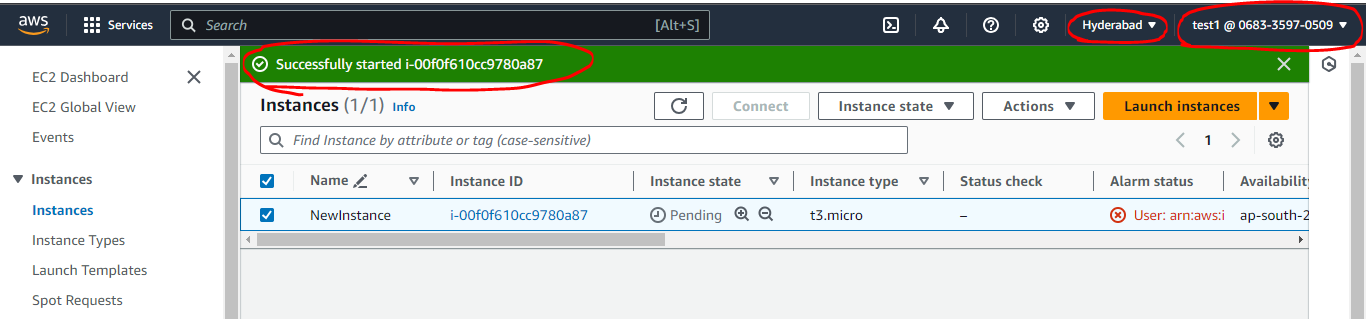 aws Services Search [Alt+S] Hyderabad test1 @ 0683-3597-0509
EC2 Dashboard
EC2 Global View
Events
Instances
Instances
Instance Types
Launch Templates
Spot Requests
Successfully started i-00f0f610cc9780a87
Instances (1/1) Info Connect Instance state Actions Launch instances
Find Instance by attribute or tag (case-sensitive) 1
Name Instance ID Instance state Instance type Status check Alarm status Availability
NewInstance i-00f0f610cc9780a87 Pending t3.micro – User: arn:aws:i ap-south-2